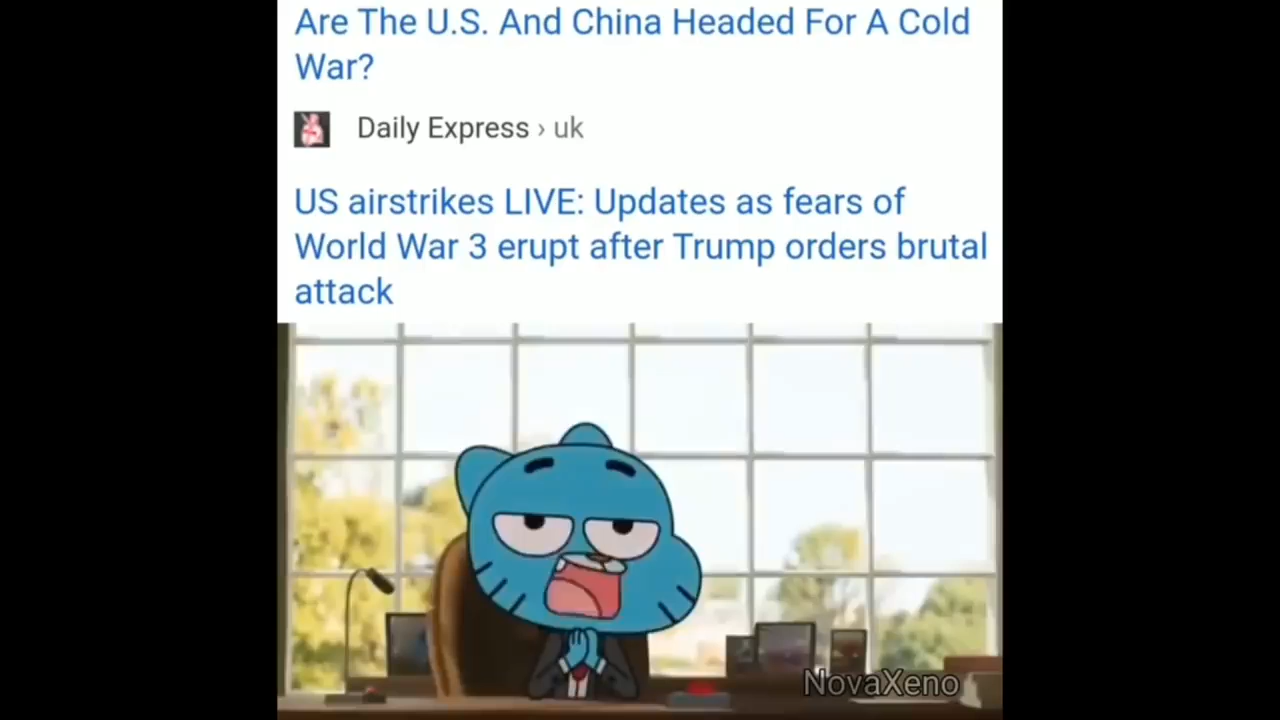 Are The U.S. And China Headed For A Cold
War?
Daily Express › uk
US airstrikes LIVE: Updates as fears of
World War 3 erupt after Trump orders brutal
attack
NovaXeno